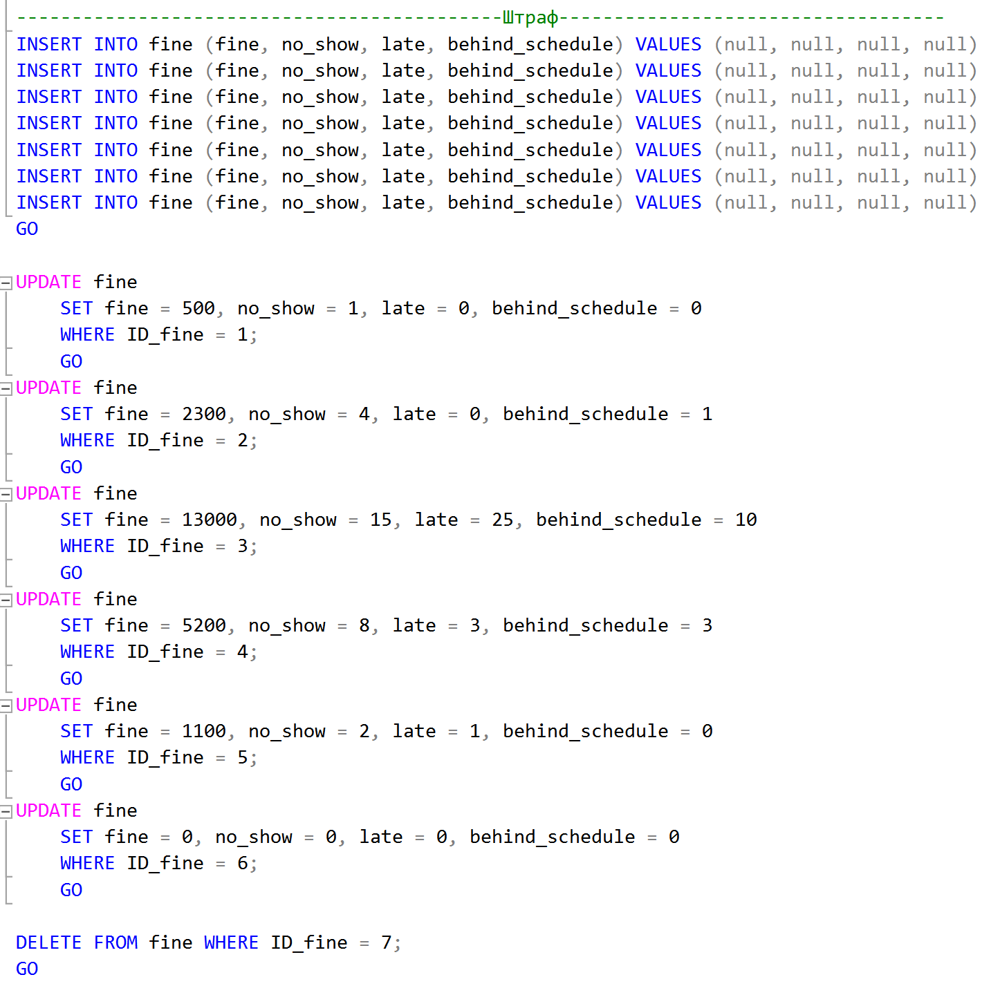 --------------------------------------------Штраф-----------------------------------
INSERT INTO fine (fine, no_show, late, behind_schedule) VALUES (null, null, null, null)
INSERT INTO fine (fine, no_show, late, behind_schedule) VALUES (null, null, null, null)
INSERT INTO fine (fine, no_show, late, behind_schedule) VALUES (null, null, null, null)
INSERT INTO fine (fine, no_show, late, behind_schedule) VALUES (null, null, null, null)
INSERT INTO fine (fine, no_show, late, behind_schedule) VALUES (null, null, null, null)
INSERT INTO fine (fine, no_show, late, behind_schedule) VALUES (null, null, null, null)
INSERT INTO fine (fine, no_show, late, behind_schedule) VALUES (null, null, null, null)
GO
UPDATE fine
SET fine = 500, no_show = 1, late = 0, behind_schedule = 0
WHERE ID_fine = 1;
GO
UPDATE fine
SET fine = 2300, no_show = 4, late = 0, behind_schedule = 1
WHERE ID_fine = 2;
GO
UPDATE fine
SET fine = 13000, no_show = 15, late = 25, behind_schedule = 10
WHERE ID_fine = 3;
GO
UPDATE fine
SET fine = 5200, no_show = 8, late = 3, behind_schedule = 3
WHERE ID_fine = 4;
GO
UPDATE fine
SET fine = 1100, no_show = 2, late = 1, behind_schedule = 0
WHERE ID_fine = 5;
GO
UPDATE fine
SET fine = 0, no_show = 0, late = 0, behind_schedule = 0
WHERE ID_fine = 6;
GO
DELETE FROM fine WHERE ID_fine = 7;
GO